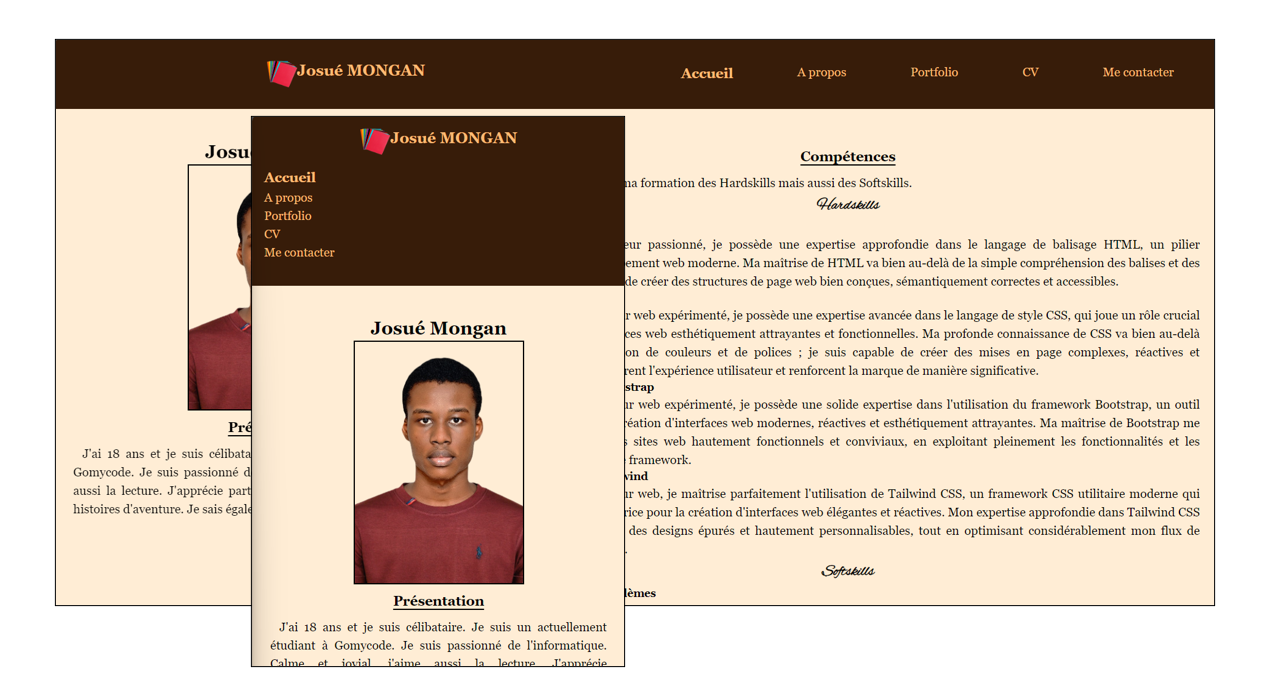 Josué MONGAN
Accueil A propos Portfolio CV Me contacter
Josu
Pré
J'ai 18 ans et je suis céliba
Gomycode. Je suis passionné d
aussi la lecture. J'apprécie part
histoires d'aventure. Je sais égale
Josué MONGAN
Accueil
A propos
Portfolio
CV
Me contacter
Josué Mongan
Présentation
J'ai 18 ans et je suis célibataire. Je suis un actuellement
étudiant à Gomycode. Je suis passionné de l'informatique.
Calme et jovial, j'aime aussi la lecture. J'apprécie
Compétences
ma formation des Hardskills mais aussi des Softskills.
Hardskills
eur passionné, je possède une expertise approfondie dans le langage de balisage HTML, un pilier
ement web moderne. Ma maîtrise de HTML va bien au-delà de la simple compréhension des balises et des
de créer des structures de page web bien conçues, sémantiquement correctes et accessibles.
r web expérimenté, je possède une expertise avancée dans le langage de style CSS, qui joue un rôle crucial
ces web esthétiquement attrayantes et fonctionnelles. Ma profonde connaissance de CSS va bien au-delà
on de couleurs et de polices ; je suis capable de créer des mises en page complexes, réactives et
rent l'expérience utilisateur et renforcent la marque de manière significative.
strap
ur web expérimenté, je possède une solide expertise dans l'utilisation du framework Bootstrap, un outil
réation d'interfaces web modernes, réactives et esthétiquement attrayantes. Ma maîtrise de Bootstrap me
s sites web hautement fonctionnels et conviviaux, en exploitant pleinement les fonctionnalités et les
e framework.
wind
ur web, je maîtrise parfaitement l'utilisation de Tailwind CSS, un framework CSS utilitaire moderne qui
rice pour la création d'interfaces web élégantes et réactives. Mon expertise approfondie dans Tailwind CSS
des designs épurés et hautement personnalisables, tout en optimisant considérablement mon flux de
.
Softskills
lèmes